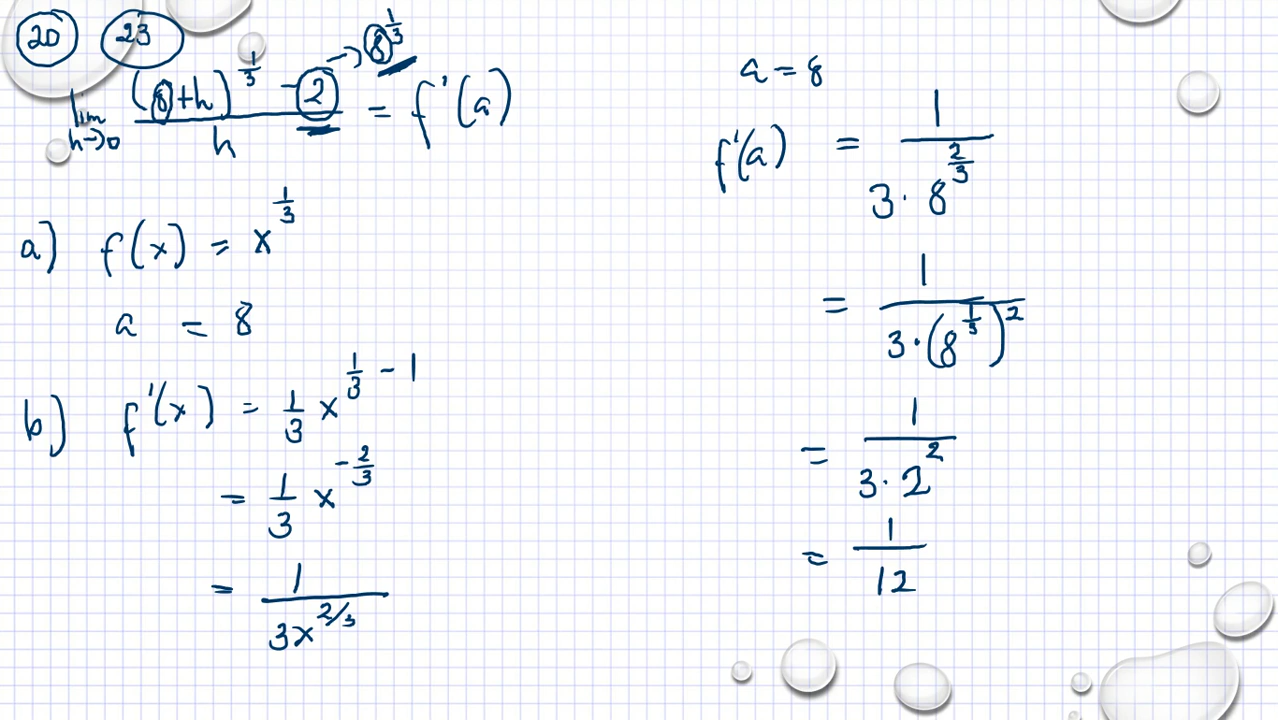 20 23
lim h→0 ((8+h)^(1/3) - 2)/h = f'(a)
→ 8^(1/3)
a) f(x) = x^(1/3)
a = 8
b) f'(x) = 1/3 x^(1/3 - 1)
= 1/3 x^(-2/3)
= 1/(3x^(2/3))
a = 8
f'(a) = 1/(3·8^(2/3))
= 1/(3·(8^(1/3))^2)
= 1/(3·2^2)
= 1/12